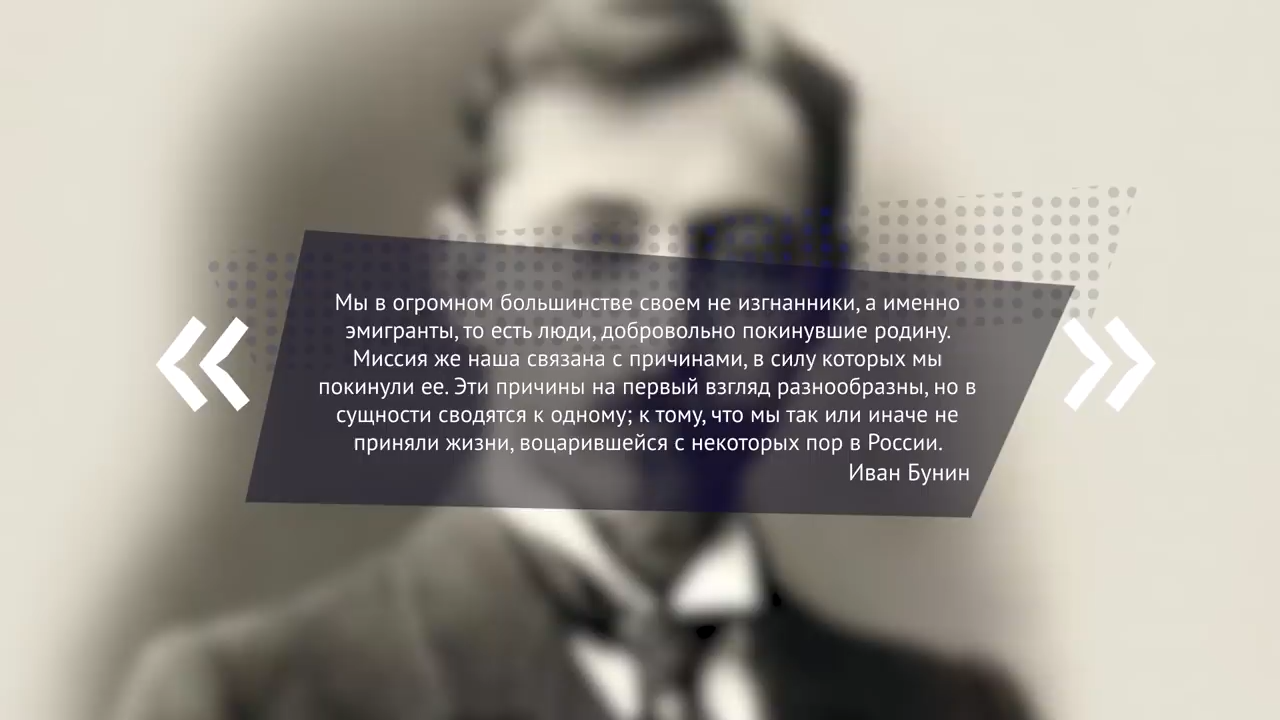 Мы в огромном большинстве своем не изгнанники, а именно
эмигранты, то есть люди, добровольно покинувшие родину.
Миссия же наша связана с причинами, в силу которых мы
покинули ее. Эти причины на первый взгляд разнообразны, но в
сущности сводятся к одному; к тому, что мы так или иначе не
приняли жизни, воцарившейся с некоторых пор в России.
Иван Бунин